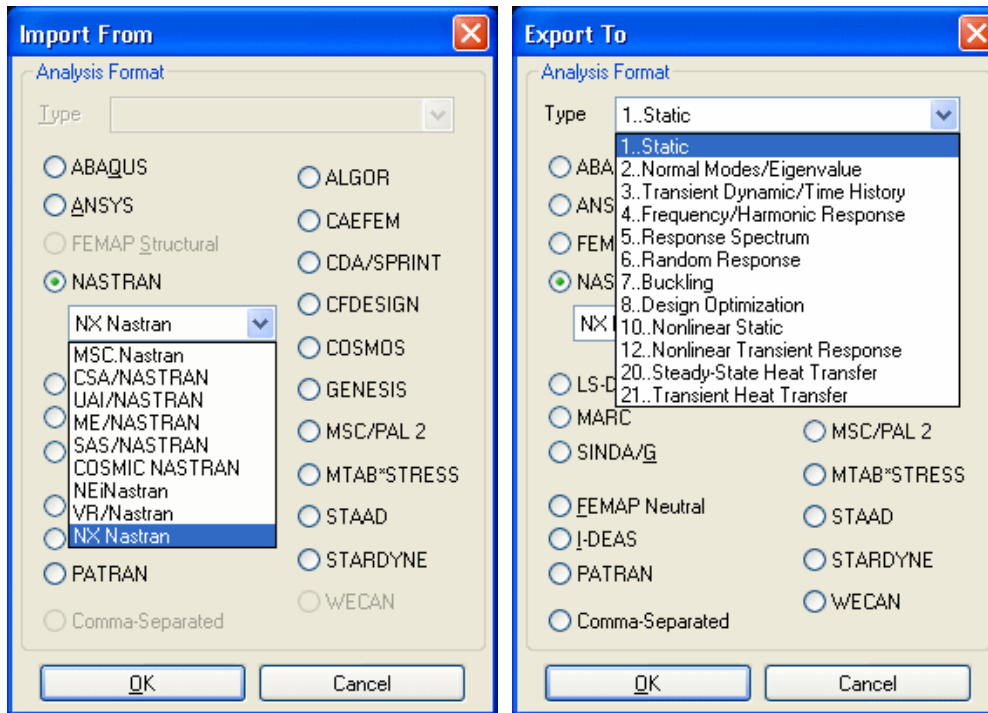 Import From
Analysis Format
Type
ABAQUS
ANSYS
FEMAP Structural
NASTRAN
NX Nastran
MSC.Nastran
CSA/NASTRAN
UAI/NASTRAN
ME/NASTRAN
SAS/NASTRAN
COSMIC NASTRAN
NEiNastran
VR/Nastran
NX Nastran
PATRAN
Comma-Separated
ALGOR
CAEFEM
CDA/SPRINT
CFDESIGN
COSMOS
GENESIS
MSC/PAL 2
MTAB*STRESS
STAAD
STARDYNE
WECAN
OK
Cancel
Export To
Analysis Format
Type
1..Static
1..Static
2..Normal Modes/Eigenvalue
3..Transient Dynamic/Time History
4..Frequency/Harmonic Response
5..Response Spectrum
6..Random Response
7..Buckling
8..Design Optimization
10..Nonlinear Static
12..Nonlinear Transient Response
20..Steady-State Heat Transfer
21..Transient Heat Transfer
ABA
ANS
FEM
NAS
NX
LS-D
MARC
SINDA/G
FEMAP Neutral
I-DEAS
PATRAN
Comma-Separated
MSC/PAL 2
MTAB*STRESS
STAAD
STARDYNE
WECAN
OK
Cancel